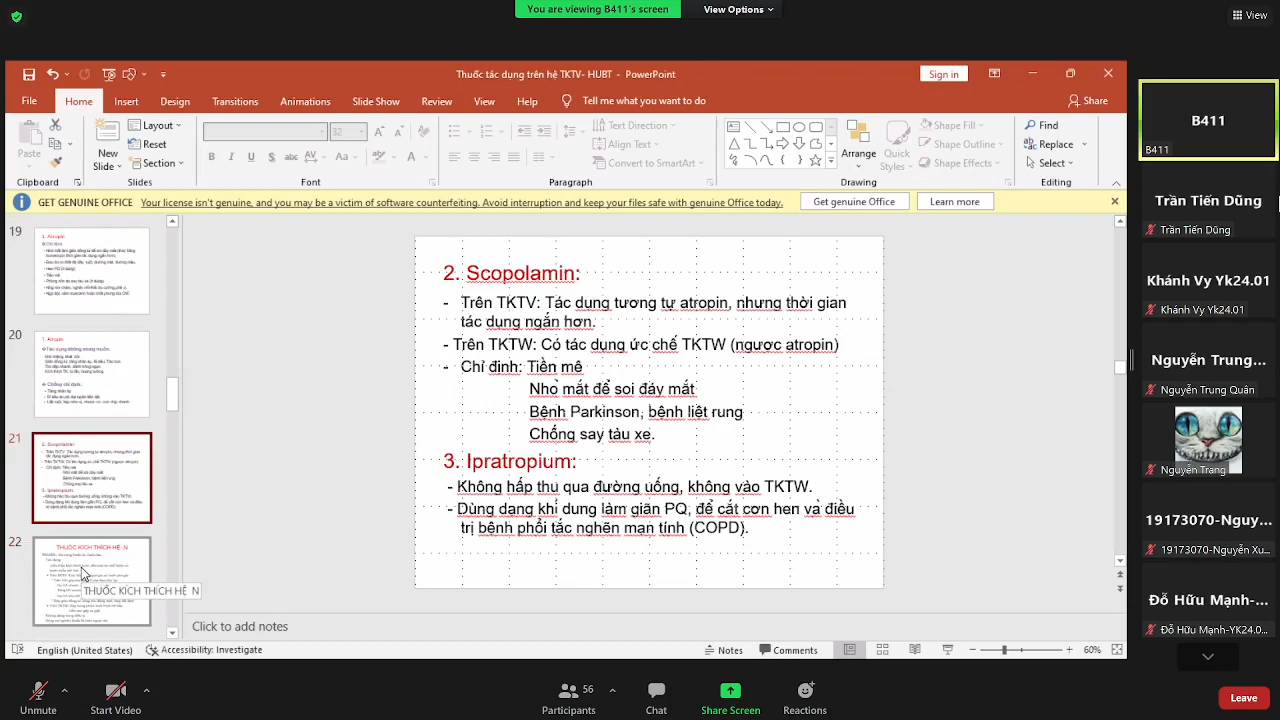 You are viewing B411's screen
View Options
View
Thuốc tác dụng trên hệ TKTV- HUBT - PowerPoint
Sign in
File
Home
Insert
Design
Transitions
Animations
Slide Show
Review
View
Help
Tell me what you want to do
Share
Paste
New
Slide
Layout
Reset
Section
32
Text Direction
Align Text
Convert to SmartArt
Arrange
Quick
Styles
Shape Fill
Shape Outline
Shape Effects
Find
Replace
Select
Clipboard
Slides
Font
Paragraph
Drawing
Editing
GET GENUINE OFFICE
Your license isn't genuine, and you may be a victim of software counterfeiting. Avoid interruption and keep your files safe with genuine Office today.
Get genuine Office
Learn more
19
20
21
22
1. Atropin
2. Scopolamin:
3. Ipratropium:
THUỐC KÍCH THÍCH HỆ N
THUỐC KÍCH THÍCH HỆ N
2. Scopolamin:
- Trên TKTV: Tác dụng tương tự atropin, nhưng thời gian
tác dụng ngắn hơn.
- Trên TKTW: Có tác dụng ức chế TKTW (ngược atropin)
- Chỉ định: Tiền mê
Nhỏ mắt để soi đáy mắt
Bệnh Parkinson, bệnh liệt rung
Chống say tàu xe.
3. Ipratropium:
- Không hấp thu qua đường uống, không vào TKTW.
- Dùng dạng khí dung làm giãn PQ, để cắt cơn hen và điều
trị bệnh phổi tắc nghẽn mạn tính (COPD)
Click to add notes
English (United States)
Accessibility: Investigate
Notes
Comments
60%
B411
B411
Trần Tiến Dũng
Trần Tiến Dũng
Khánh Vy Yk24.01
Khánh Vy YK24.01
Nguyễn Trung...
Nguyễn Trung Quân
Nguyễn Trang
19173070-Nguy...
19173070-Nguyễn Xu...
Đỗ Hữu Mạnh-...
Đỗ Hữu Mạnh-YK24.0...
Unmute
Start Video
56
Participants
Chat
Share Screen
Reactions
Leave